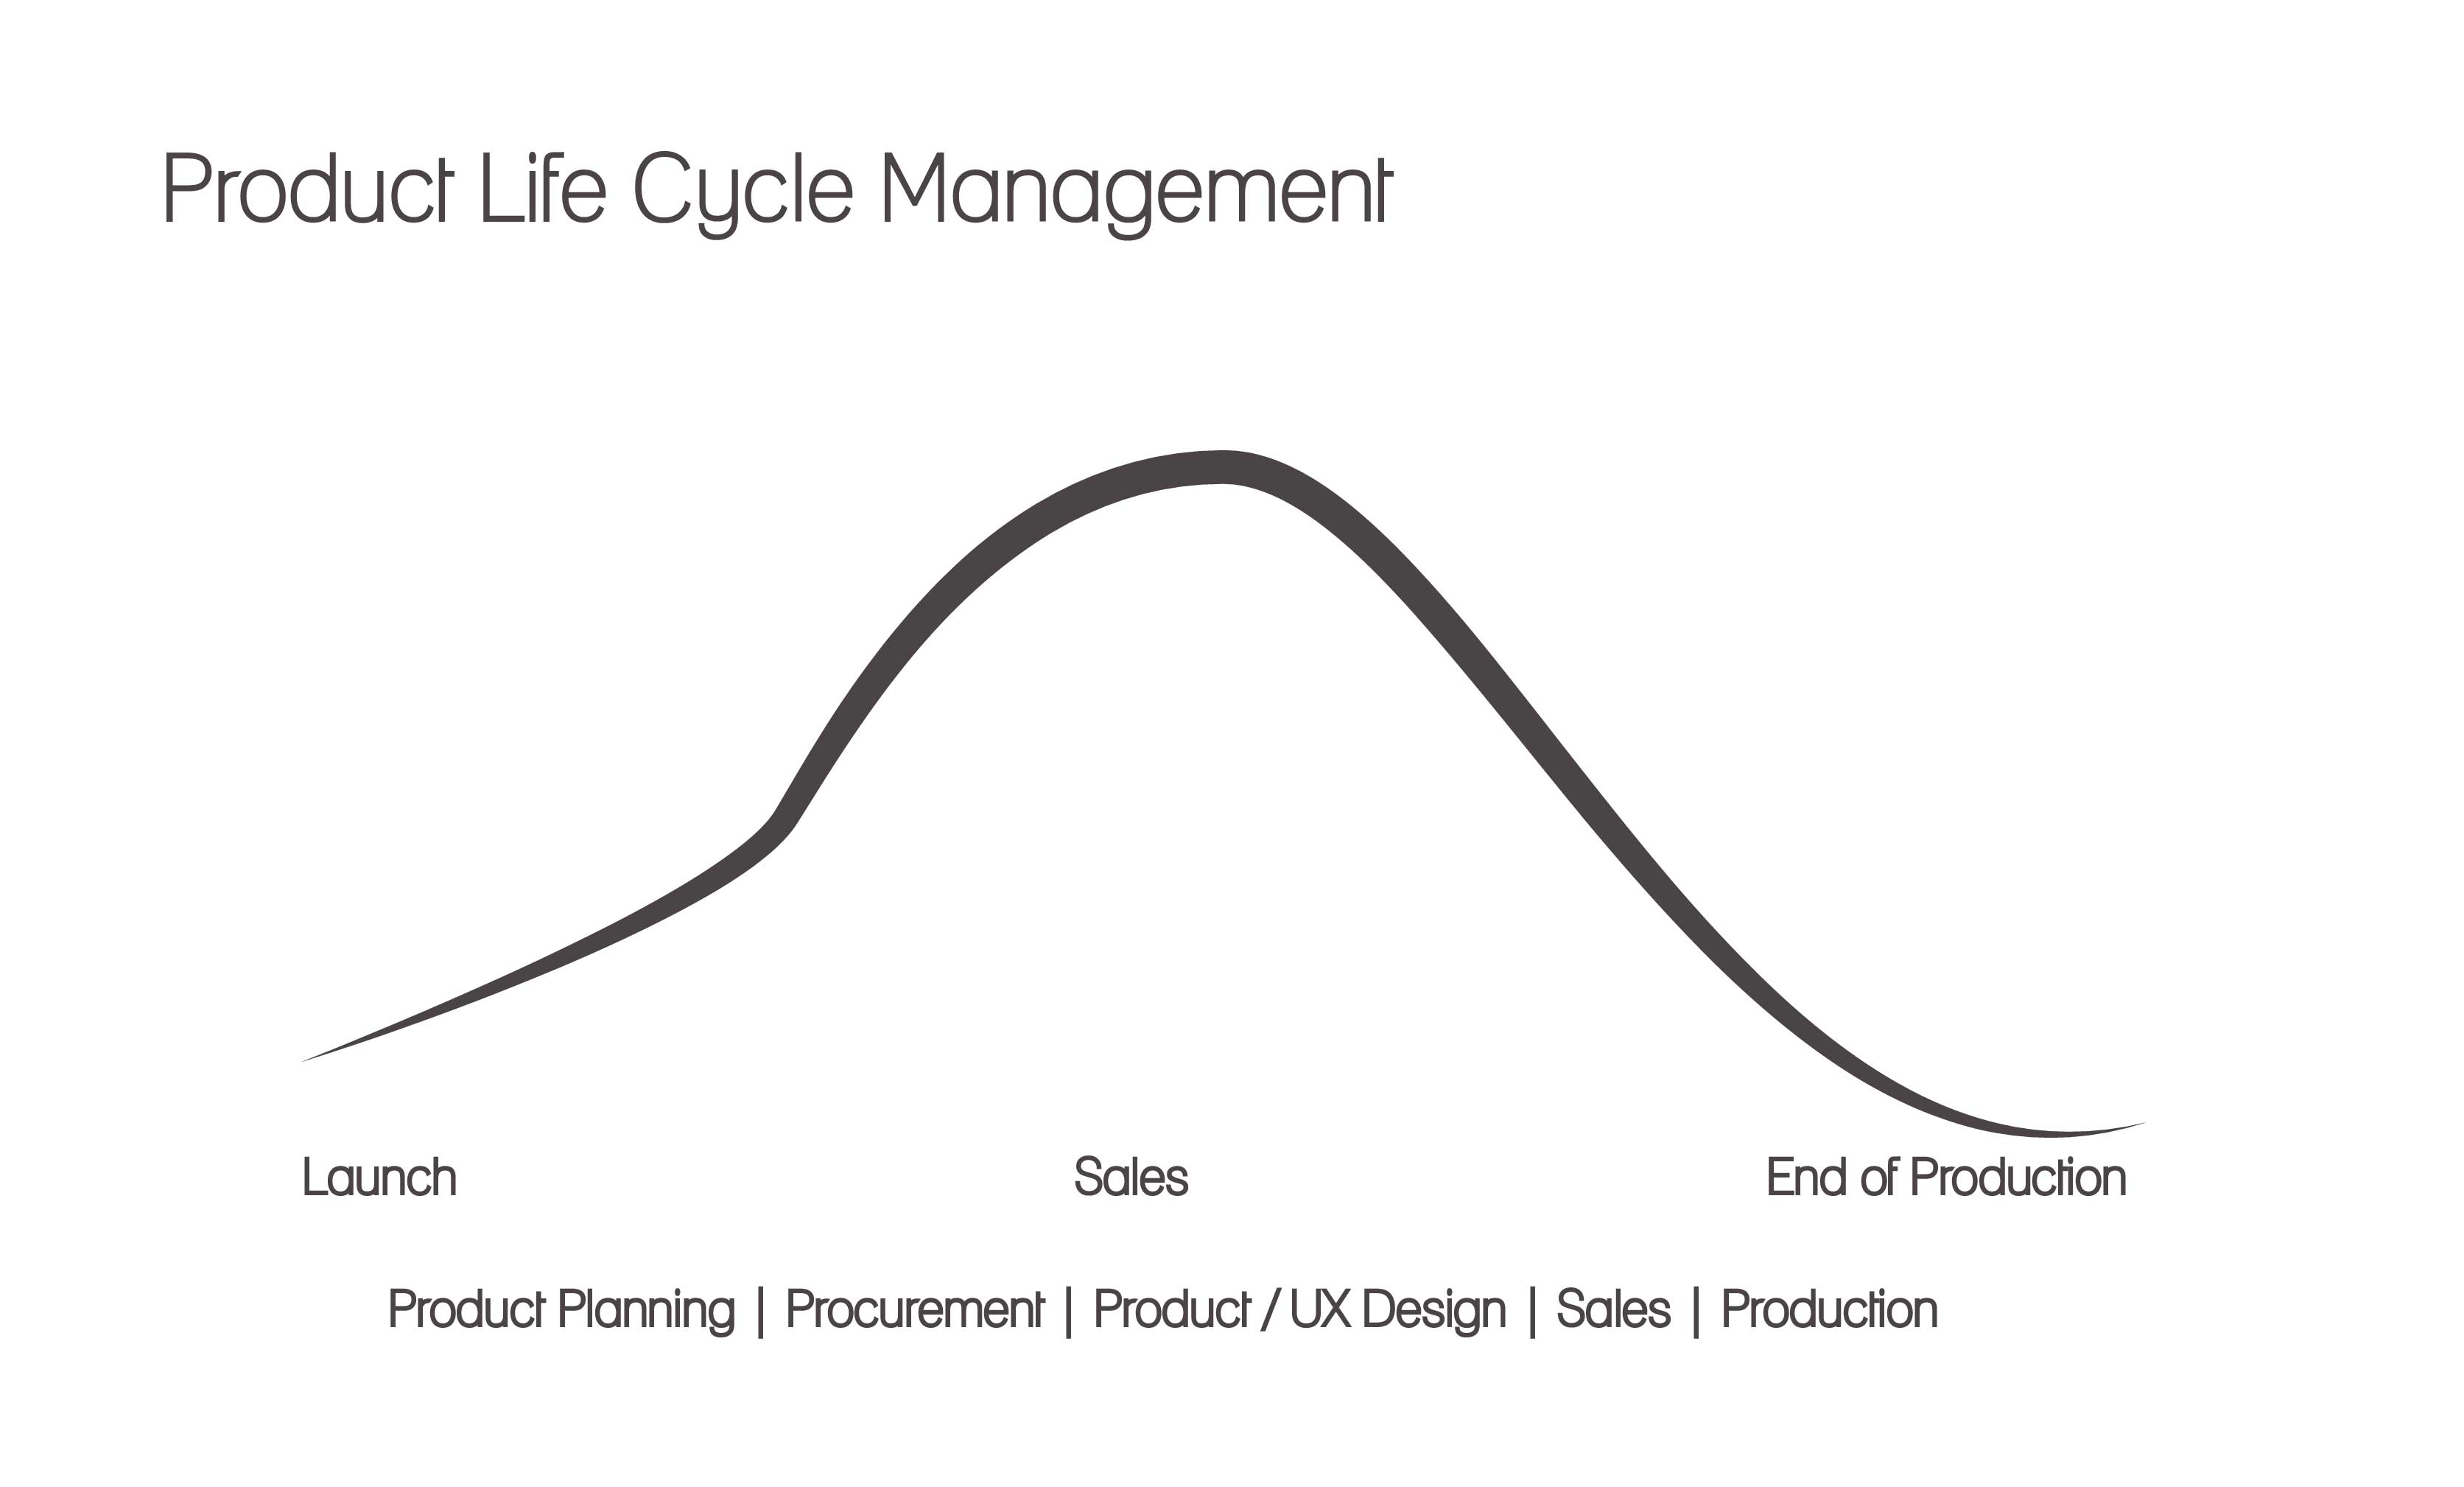 Product Life Cycle Management
Launch Sales End of Production
Product Planning | Procurement | Product / UX Design | Sales | Production